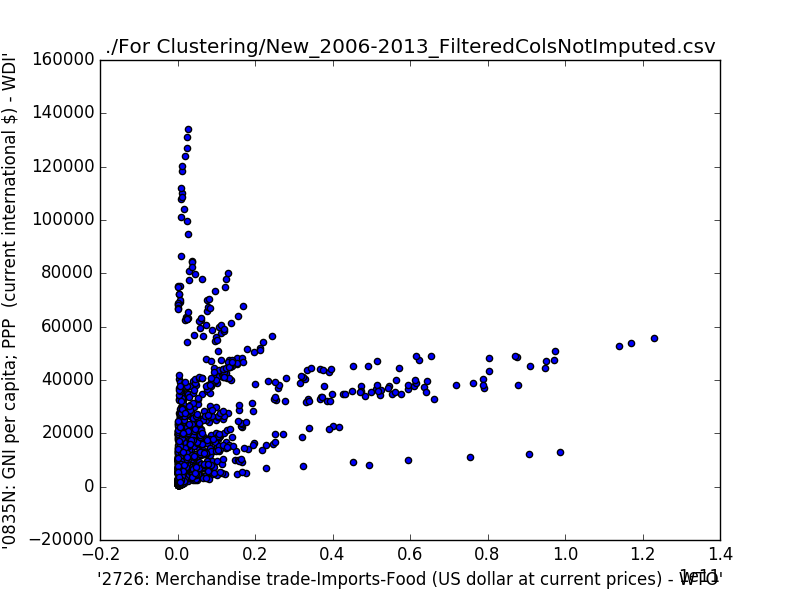 ./For Clustering/New_2006-2013_FilteredColsNotImputed.csv
'0835N: GNI per capita; PPP  (current international $) - WDI'
160000
140000
120000
100000
80000
60000
40000
20000
0
−20000
−0.2 0.0 0.2 0.4 0.6 0.8 1.0 1.2 1.4
1e11
'2726: Merchandise trade-Imports-Food (US dollar at current prices) - WTO'